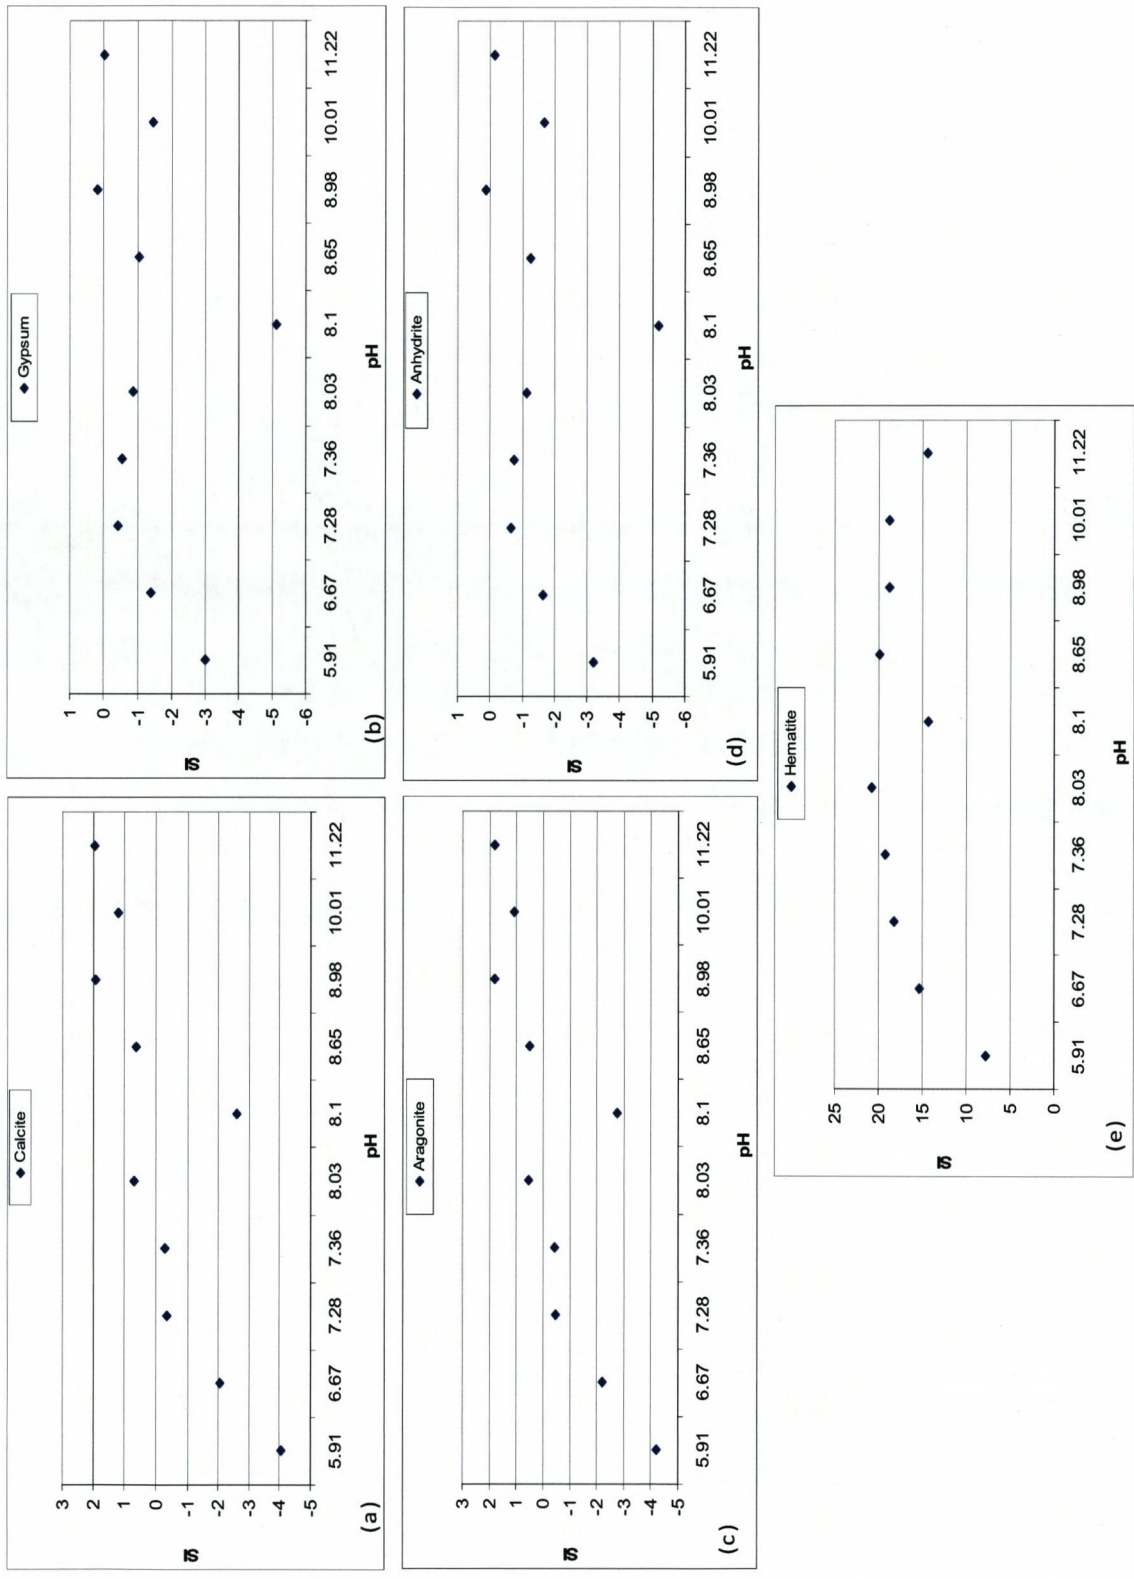 Calcite
3
2
1
0
-1
-2
-3
-4
-5
SI
5.91 6.67 7.28 7.36 8.03 8.1 8.65 8.98 10.01 11.22
pH
(a)
Gypsum
1
0
-1
-2
-3
-4
-5
-6
SI
5.91 6.67 7.28 7.36 8.03 8.1 8.65 8.98 10.01 11.22
pH
(b)
Aragonite
3
2
1
0
-1
-2
-3
-4
-5
SI
5.91 6.67 7.28 7.36 8.03 8.1 8.65 8.98 10.01 11.22
pH
(c)
Anhydrite
1
0
-1
-2
-3
-4
-5
-6
SI
5.91 6.67 7.28 7.36 8.03 8.1 8.65 8.98 10.01 11.22
pH
(d)
Hematite
25
20
15
10
5
0
SI
5.91 6.67 7.28 7.36 8.03 8.1 8.65 8.98 10.01 11.22
pH
(e)